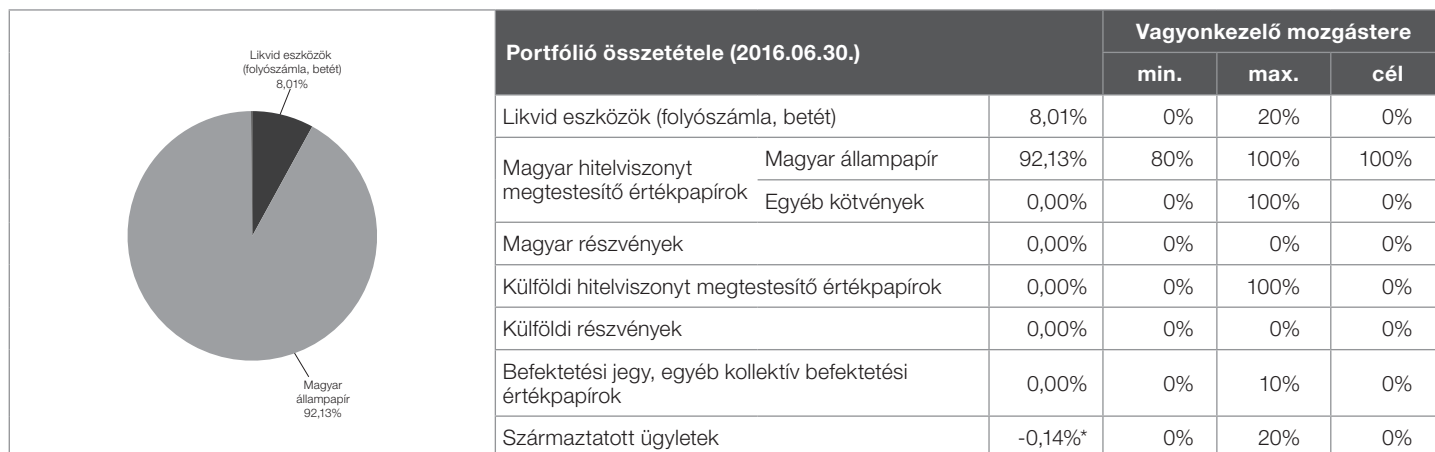 Likvid eszközök
(folyószámla, betét)
8,01%
Magyar
állampapír
92,13%
Portfólió összetétele (2016.06.30.) Vagyonkezelő mozgástere
min. max. cél
Likvid eszközök (folyószámla, betét) 8,01% 0% 20% 0%
Magyar hitelviszonyt
megtestesítő értékpapírok
Magyar állampapír 92,13% 80% 100% 100%
Egyéb kötvények 0,00% 0% 100% 0%
Magyar részvények 0,00% 0% 0% 0%
Külföldi hitelviszonyt megtestesítő értékpapírok 0,00% 0% 100% 0%
Külföldi részvények 0,00% 0% 0% 0%
Befektetési jegy, egyéb kollektív befektetési
értékpapírok 0,00% 0% 10% 0%
Származtatott ügyletek -0,14%* 0% 20% 0%